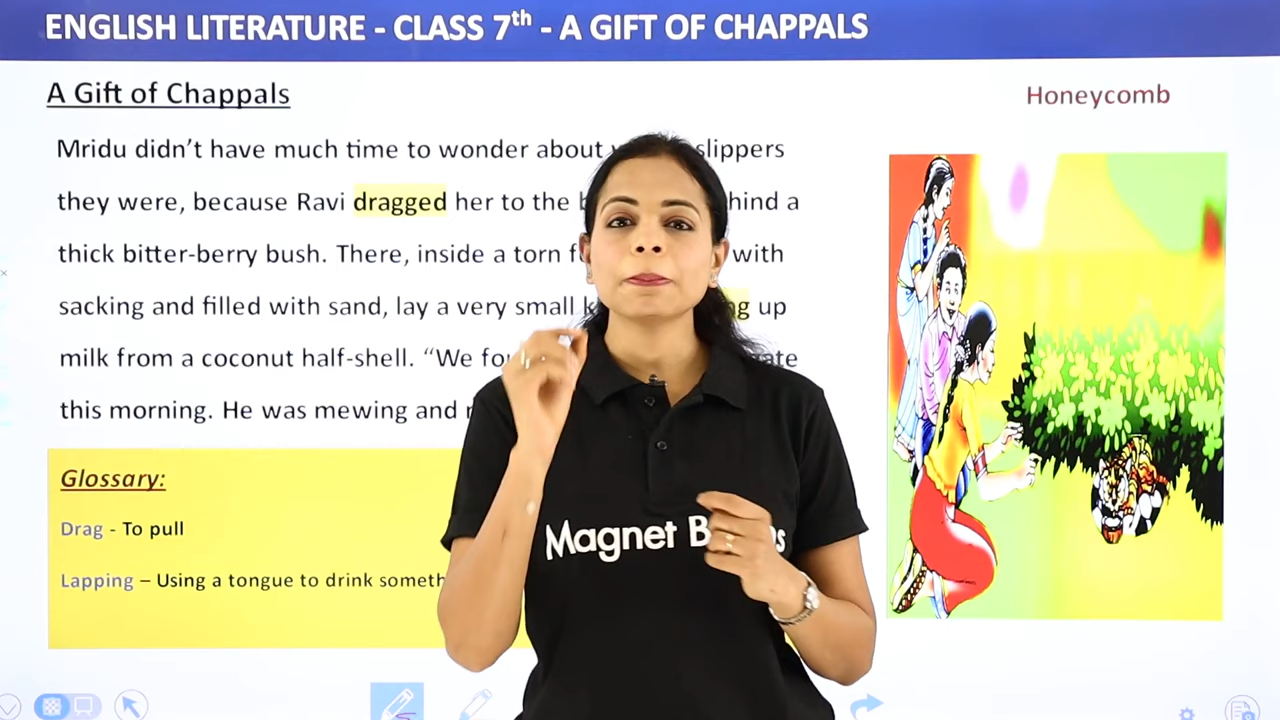 ENGLISH LITERATURE - CLASS 7th - A GIFT OF CHAPPALS
A Gift of Chappals
Honeycomb
Mridu didn't have much time to wonder about slippers
they were, because Ravi dragged her to the a
thick bitter-berry bush. There, inside a torn with
sacking and filled with sand, lay a very small up
milk from a coconut half-shell. “We
this morning. He was mewing and
Glossary:
Drag - To pull
Lapping – Using a tongue to drink
Magnet